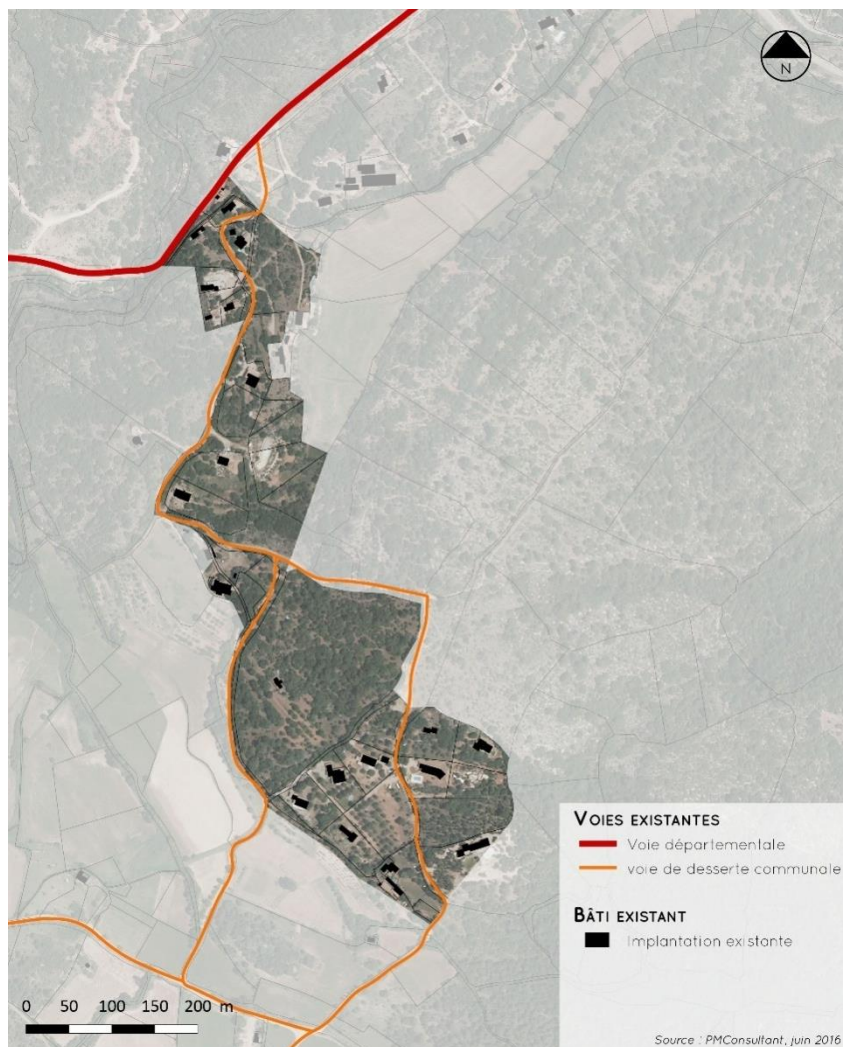 N
VOIES EXISTANTES
Voie départementale
voie de desserte communale
BÂTI EXISTANT
Implantation existante
0 50 100 150 200 m
Source : PMConsultant, juin 2016